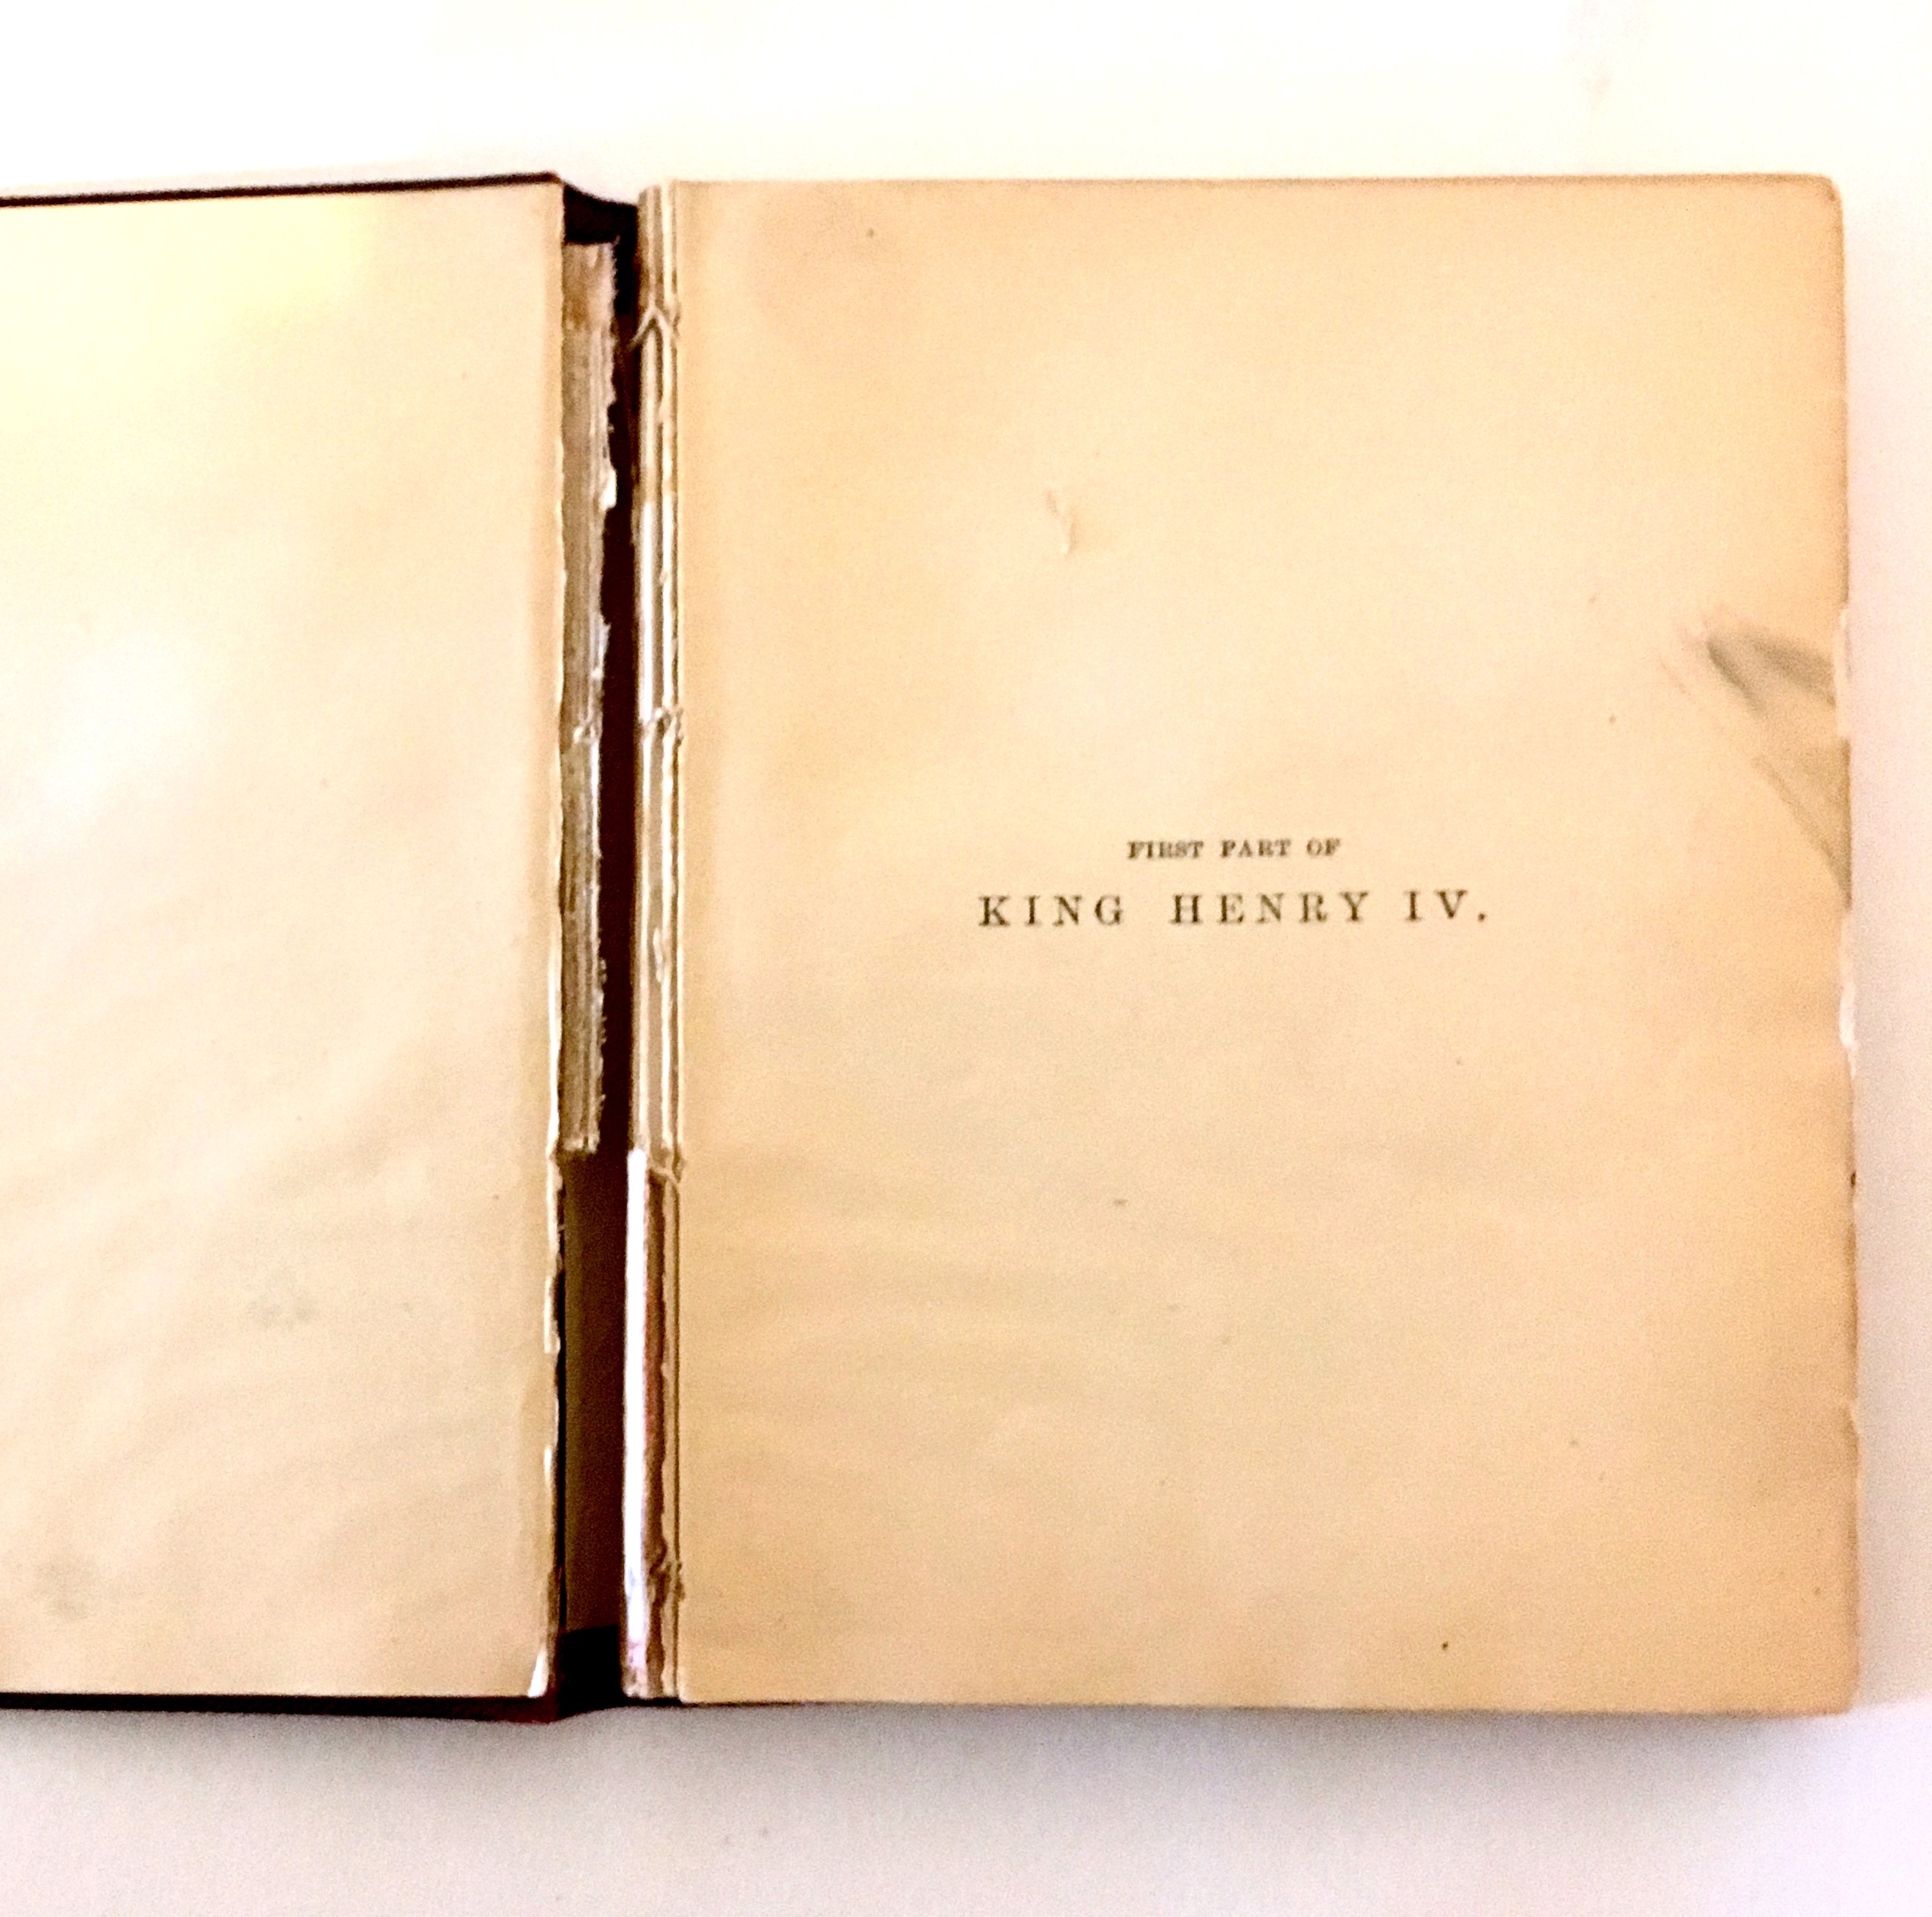 FIRST PART OF
KING HENRY IV.